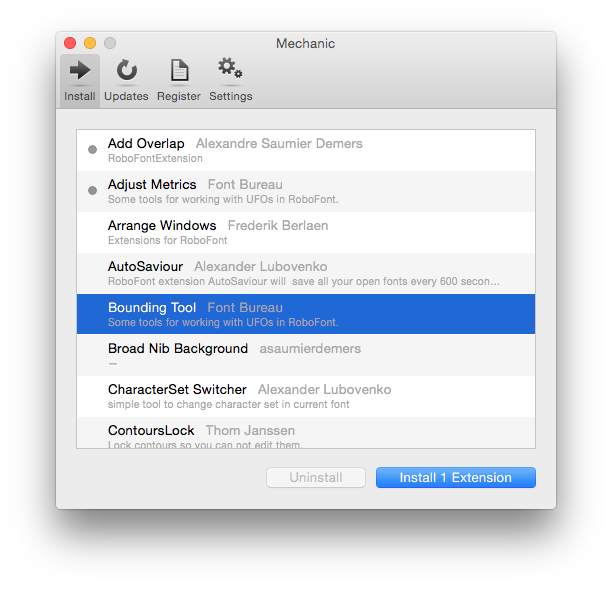 Mechanic
Install Updates Register Settings
Add Overlap Alexandre Saumier Demers
RoboFontExtension
Adjust Metrics Font Bureau
Some tools for working with UFOs in RoboFont.
Arrange Windows Frederik Berlaen
Extensions for RoboFont
AutoSaviour Alexander Lubovenko
RoboFont extension AutoSaviour will save all your open fonts every 600 secon...
Bounding Tool Font Bureau
Some tools for working with UFOs in RoboFont.
Broad Nib Background asaumierdemers
—
CharacterSet Switcher Alexander Lubovenko
simple tool to change character set in current font
ContoursLock Thom Janssen
Lock contours so you can not edit them.
Uninstall Install 1 Extension